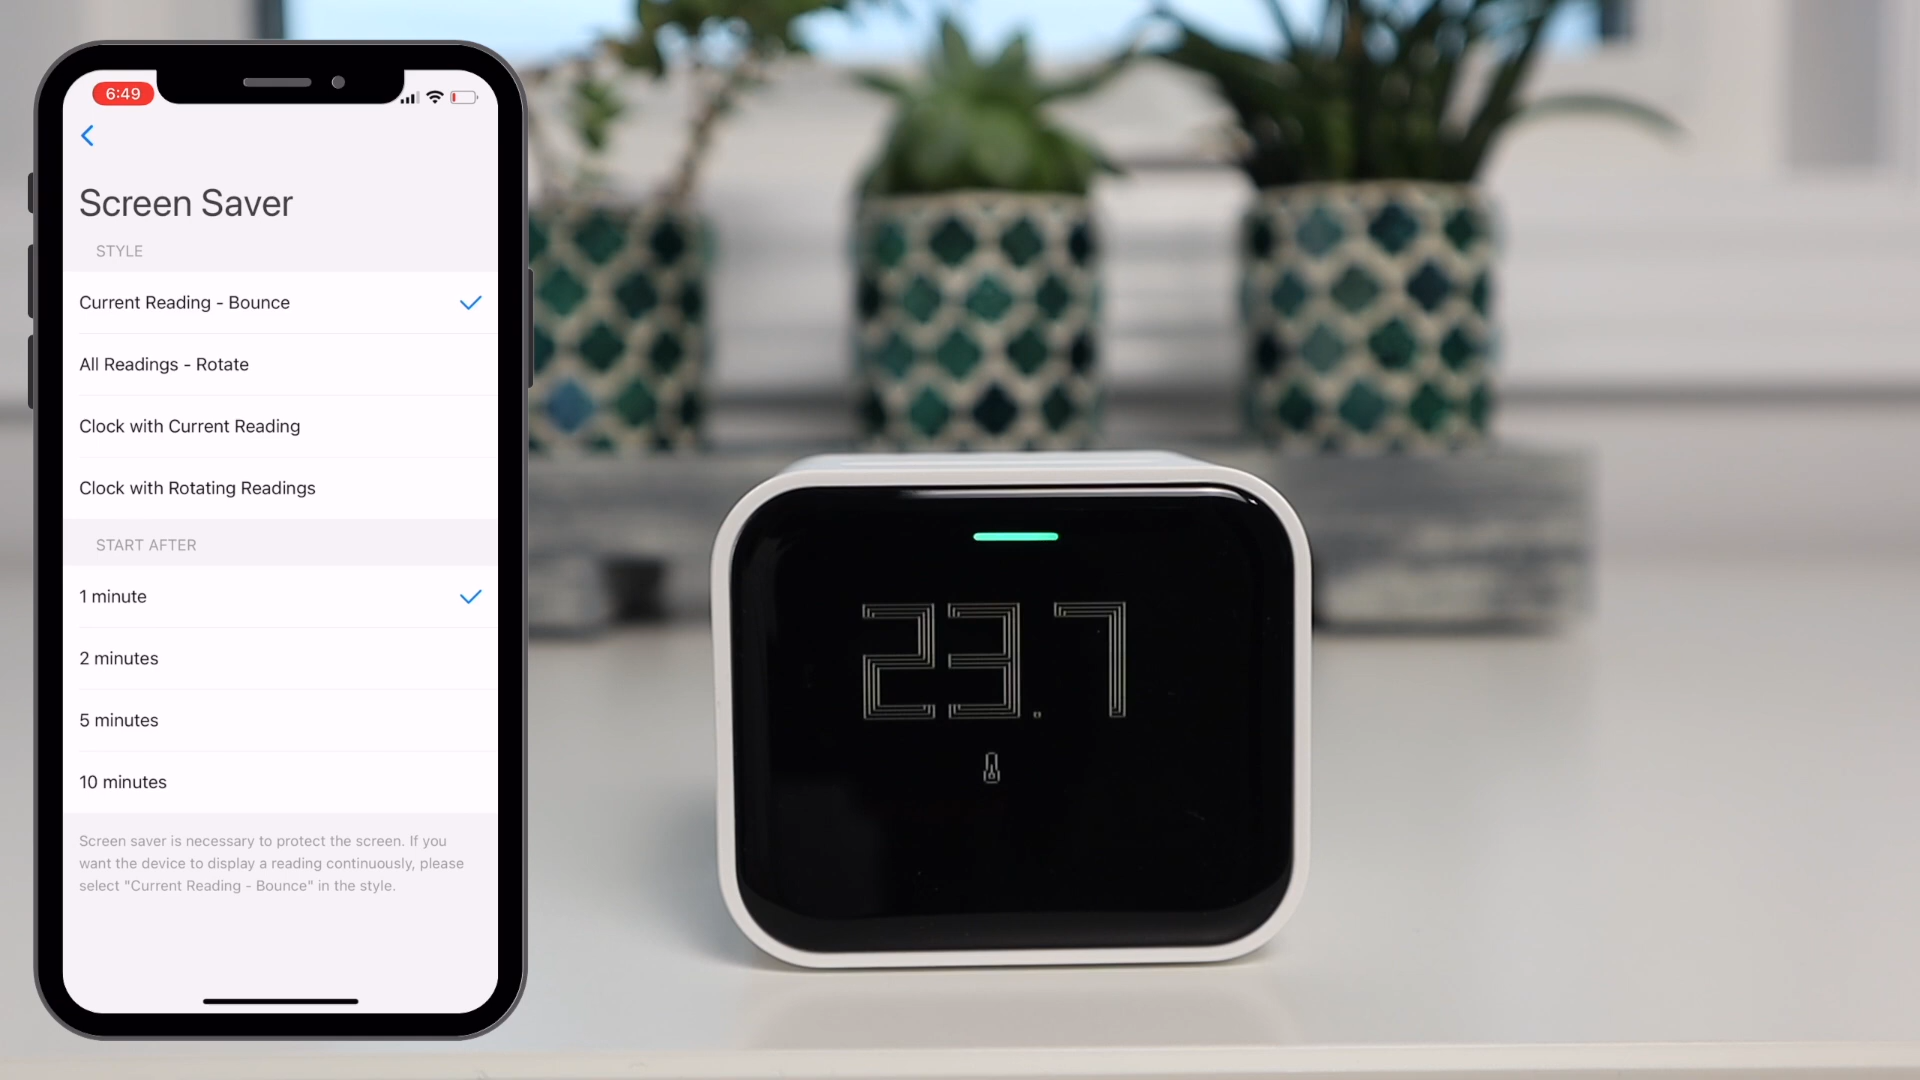 6:49
Screen Saver
STYLE
Current Reading - Bounce
All Readings - Rotate
Clock with Current Reading
Clock with Rotating Readings
START AFTER
1 minute
2 minutes
5 minutes
10 minutes
Screen saver is necessary to protect the screen. If you
want the device to display a reading continuously, please
select "Current Reading - Bounce" in the style.
23.7